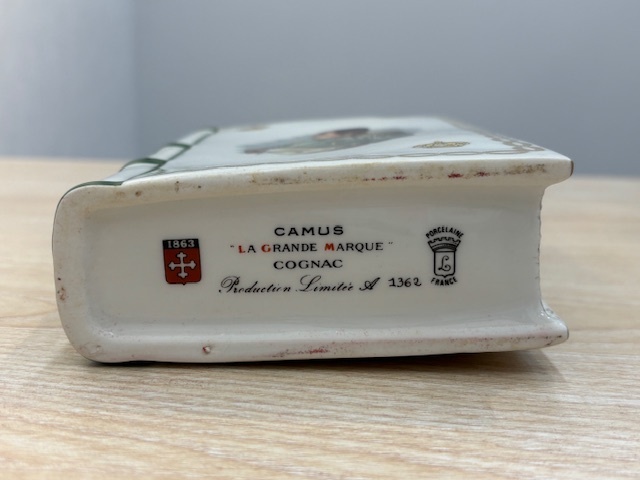 1863
CAMUS
"LA GRANDE MARQUE"
COGNAC
Production Limitée A 1362
PORCELAINE
L
FRANCE